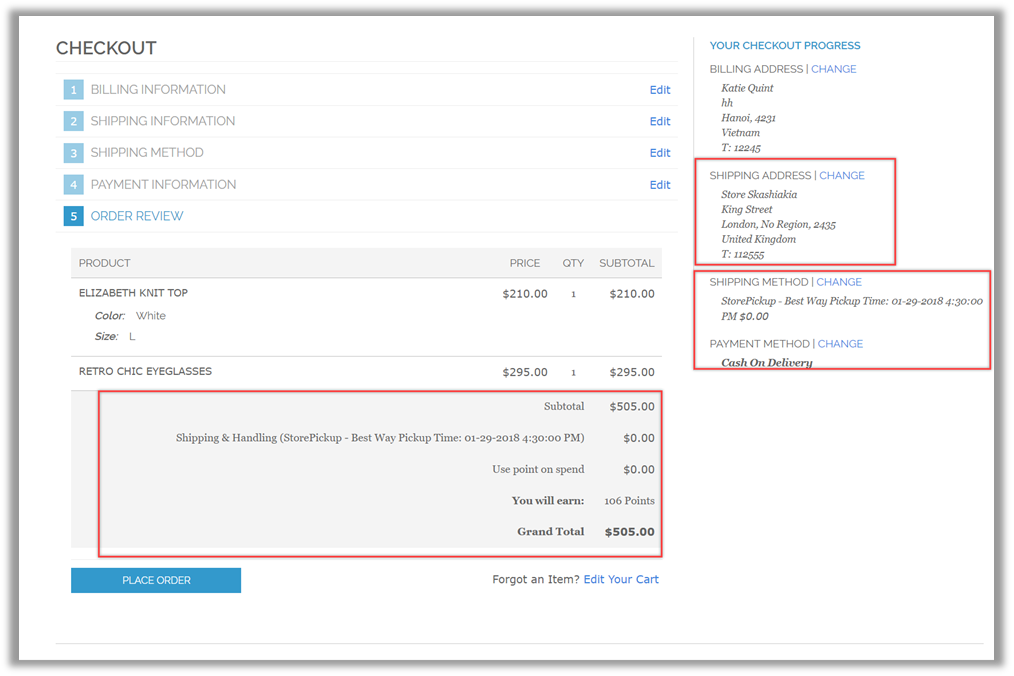 CHECKOUT
1 BILLING INFORMATION Edit
2 SHIPPING INFORMATION Edit
3 SHIPPING METHOD Edit
4 PAYMENT INFORMATION Edit
5 ORDER REVIEW
PRODUCT PRICE QTY SUBTOTAL
ELIZABETH KNIT TOP $210.00 1 $210.00
Color: White
Size: L
RETRO CHIC EYEGLASSES $295.00 1 $295.00
Subtotal $505.00
Shipping & Handling (StorePickup - Best Way Pickup Time: 01-29-2018 4:30:00 PM) $0.00
Use point on spend $0.00
You will earn: 106 Points
Grand Total $505.00
PLACE ORDER
Forgot an Item? Edit Your Cart
YOUR CHECKOUT PROGRESS
BILLING ADDRESS | CHANGE
Katie Quint
hh
Hanoi, 4231
Vietnam
T: 12245
SHIPPING ADDRESS | CHANGE
Store Skashiakia
King Street
London, No Region, 2435
United Kingdom
T: 112555
SHIPPING METHOD | CHANGE
StorePickup - Best Way Pickup Time: 01-29-2018 4:30:00
PM $0.00
PAYMENT METHOD | CHANGE
Cash On Delivery